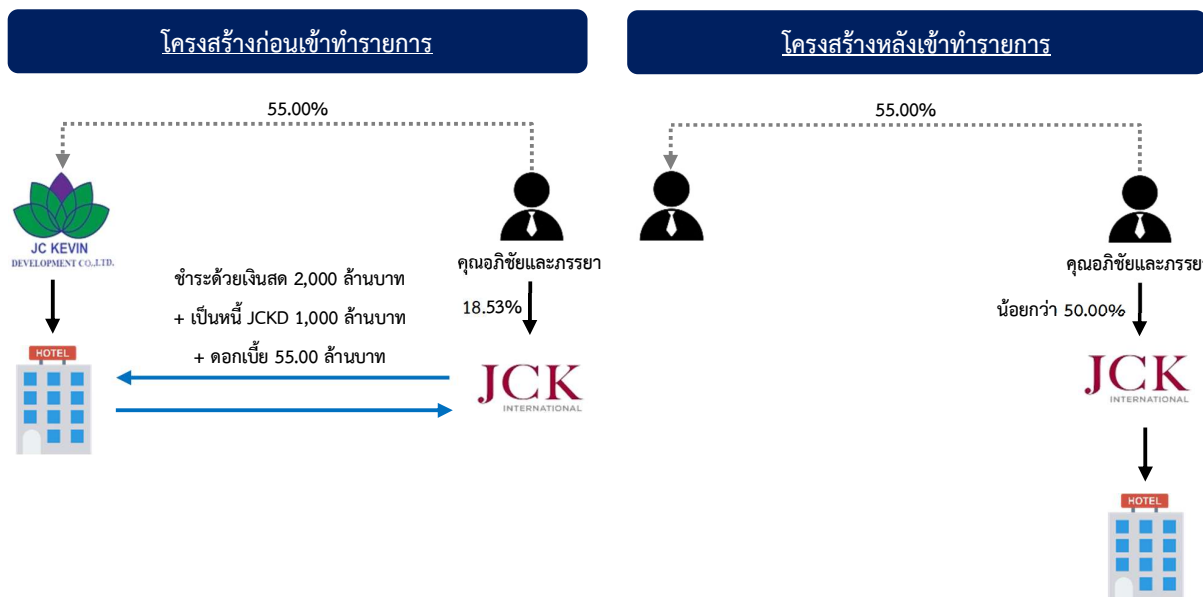 โครงสร้างก่อนเข้าทำรายการ
55.00%
JC KEVIN
DEVELOPMENT CO.,LTD.
คุณอภิชัยและภรรยา
ชำระด้วยเงินสด 2,000 ล้านบาท
+ เป็นหนี้ JCKD 1,000 ล้านบาท
+ ดอกเบี้ย 55.00 ล้านบาท
18.53%
HOTEL
JCK
INTERNATIONAL
โครงสร้างหลังเข้าทำรายการ
55.00%
คุณอภิชัยและภรรย
น้อยกว่า 50.00%
JCK
INTERNATIONAL
HOTEL